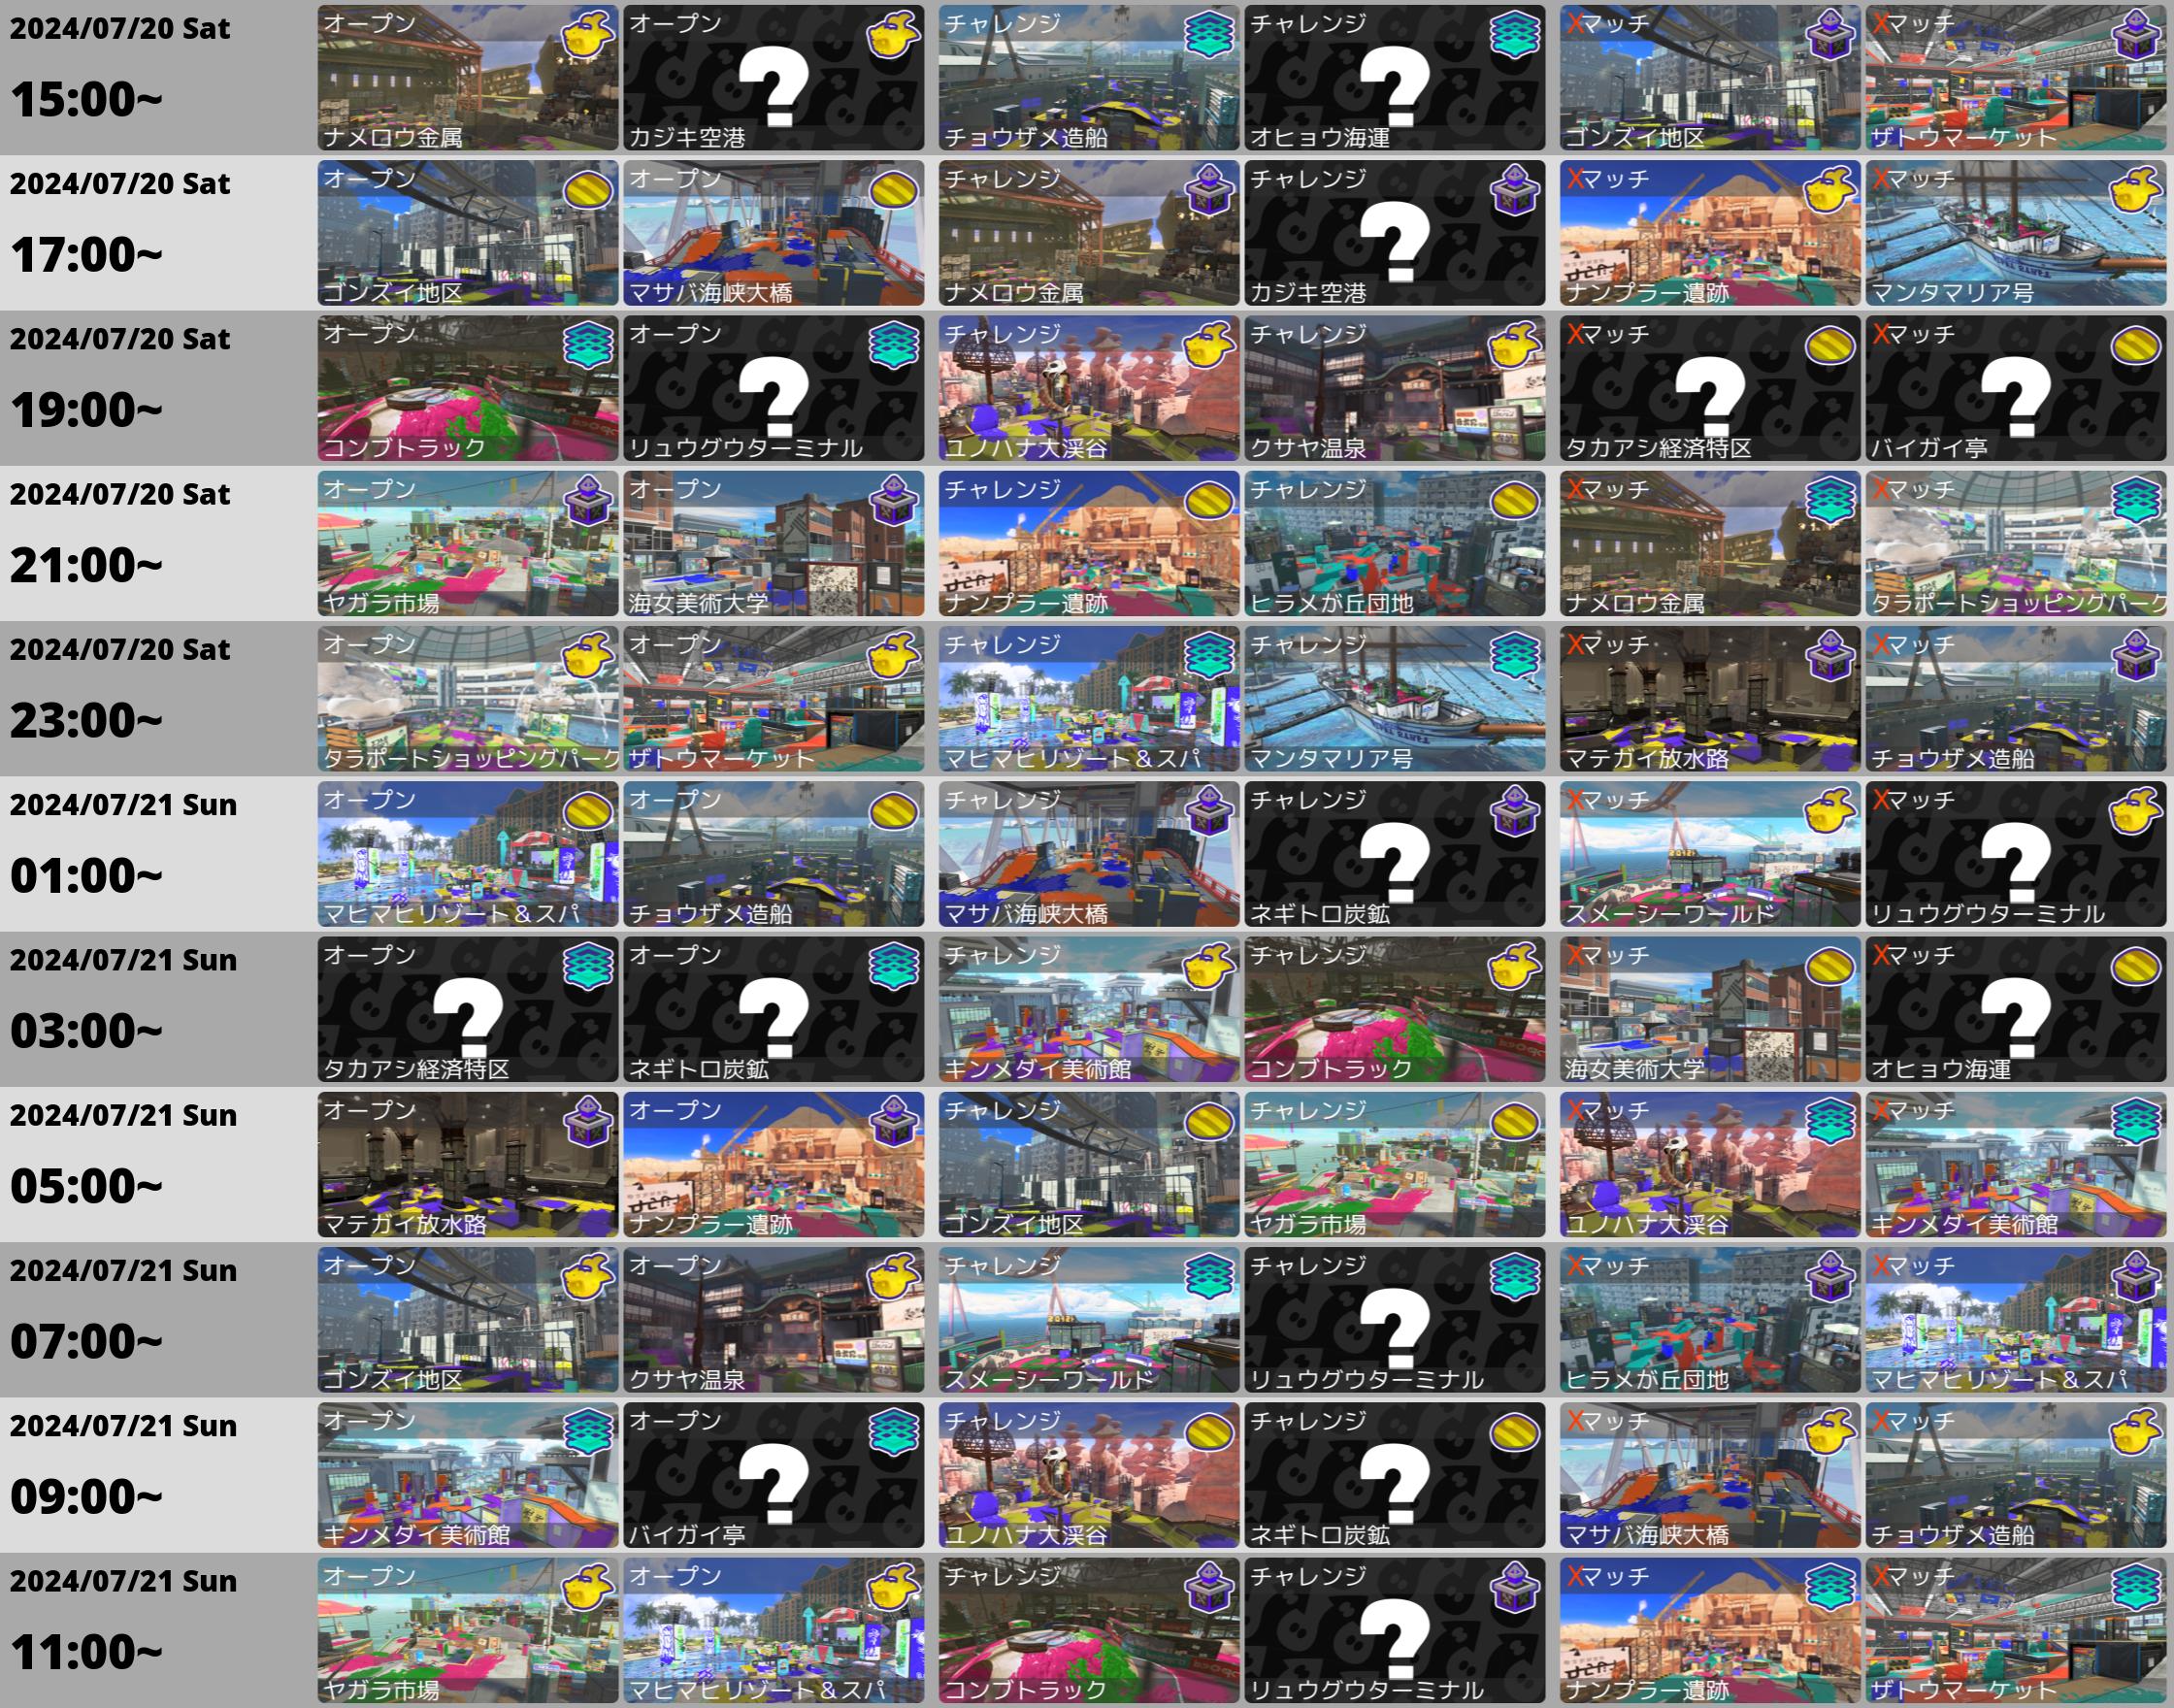 2024/07/20 Sat
15:00~
オープン
ナメロウ金属
オープン
?
カジキ空港
チャレンジ
チョウザメ造船
チャレンジ
?
オヒョウ海運
Xマッチ
ゴンズイ地区
Xマッチ
ザトウマーケット
2024/07/20 Sat
17:00~
オープン
ゴンズイ地区
オープン
マサバ海峡大橋
チャレンジ
ナメロウ金属
チャレンジ
?
カジキ空港
Xマッチ
ナンプラー遺跡
Xマッチ
マンタマリア号
2024/07/20 Sat
19:00~
オープン
コンブトラック
オープン
?
リュウグウターミナル
チャレンジ
ユノハナ大渓谷
チャレンジ
クサヤ温泉
Xマッチ
?
タカアシ経済特区
Xマッチ
?
バイガイ亭
2024/07/20 Sat
21:00~
オープン
ヤガラ市場
オープン
海女美術大学
チャレンジ
ナンプラー遺跡
チャレンジ
ヒラメが丘団地
Xマッチ
ナメロウ金属
Xマッチ
タラポートショッピングパーク
2024/07/20 Sat
23:00~
オープン
タラポートショッピングパーク
オープン
ザトウマーケット
チャレンジ
マヒマヒリゾート&スパ
チャレンジ
マンタマリア号
Xマッチ
マテガイ放水路
Xマッチ
チョウザメ造船
2024/07/21 Sun
01:00~
オープン
マヒマヒリゾート&スパ
オープン
チョウザメ造船
チャレンジ
マサバ海峡大橋
チャレンジ
?
ネギトロ炭鉱
Xマッチ
スメーシーワールド
Xマッチ
?
リュウグウターミナル
2024/07/21 Sun
03:00~
オープン
?
タカアシ経済特区
オープン
?
ネギトロ炭鉱
チャレンジ
キンメダイ美術館
チャレンジ
コンブトラック
Xマッチ
海女美術大学
Xマッチ
?
オヒョウ海運
2024/07/21 Sun
05:00~
オープン
マテガイ放水路
オープン
ナンプラー遺跡
チャレンジ
ゴンズイ地区
チャレンジ
ヤガラ市場
Xマッチ
ユノハナ大渓谷
Xマッチ
キンメダイ美術館
2024/07/21 Sun
07:00~
オープン
ゴンズイ地区
オープン
クサヤ温泉
チャレンジ
スメーシーワールド
チャレンジ
?
リュウグウターミナル
Xマッチ
ヒラメが丘団地
Xマッチ
マヒマヒリゾート&スパ
2024/07/21 Sun
09:00~
オープン
キンメダイ美術館
オープン
?
バイガイ亭
チャレンジ
ユノハナ大渓谷
チャレンジ
?
ネギトロ炭鉱
Xマッチ
マサバ海峡大橋
Xマッチ
チョウザメ造船
2024/07/21 Sun
11:00~
オープン
ヤガラ市場
オープン
マヒマヒリゾート&スパ
チャレンジ
コンブトラック
チャレンジ
?
リュウグウターミナル
Xマッチ
ナンプラー遺跡
Xマッチ
ザトウマーケット